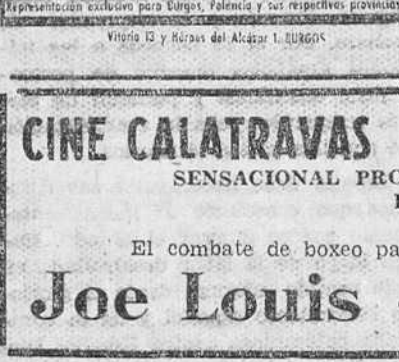 Representación exclusiva para Burgos, Palencia y sus respectivas provincias
Vitoria 13 y Héroes del Alcázar 1. BURGOS
CINE CALATRAVAS
SENSACIONAL PRO
El combate de boxeo pa
Joe Louis